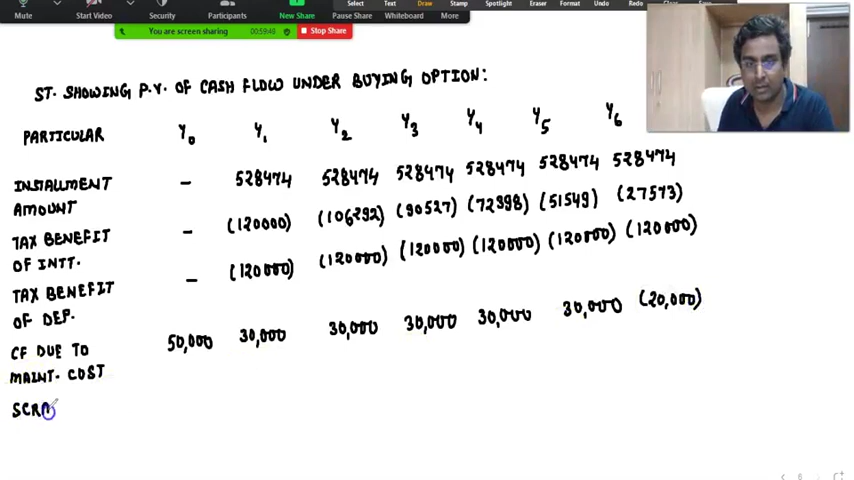 Select Text Draw Stamp Spotlight Eraser Format Undo Redo
Mute Start Video Security Participants New Share Pause Share Whiteboard More
You are screen sharing 00:59:48 Stop Share
ST. SHOWING P.V. OF CASH FLOW UNDER BUYING OPTION:
PARTICULAR Y0 Y1 Y2 Y3 Y4 Y5 Y6
INSTALLMENT AMOUNT - 528474 528474 528474 528474 528474 528474
TAX BENEFIT OF INTT. - (120000) (106292) (90527) (72398) (51549) (27573)
TAX BENEFIT OF DEP. - (120000) (120000) (120000) (120000) (120000) (120000)
CF DUE TO MAINT. COST 50,000 30,000 30,000 30,000 30,000 30,000 (20,000)
SCRA
6